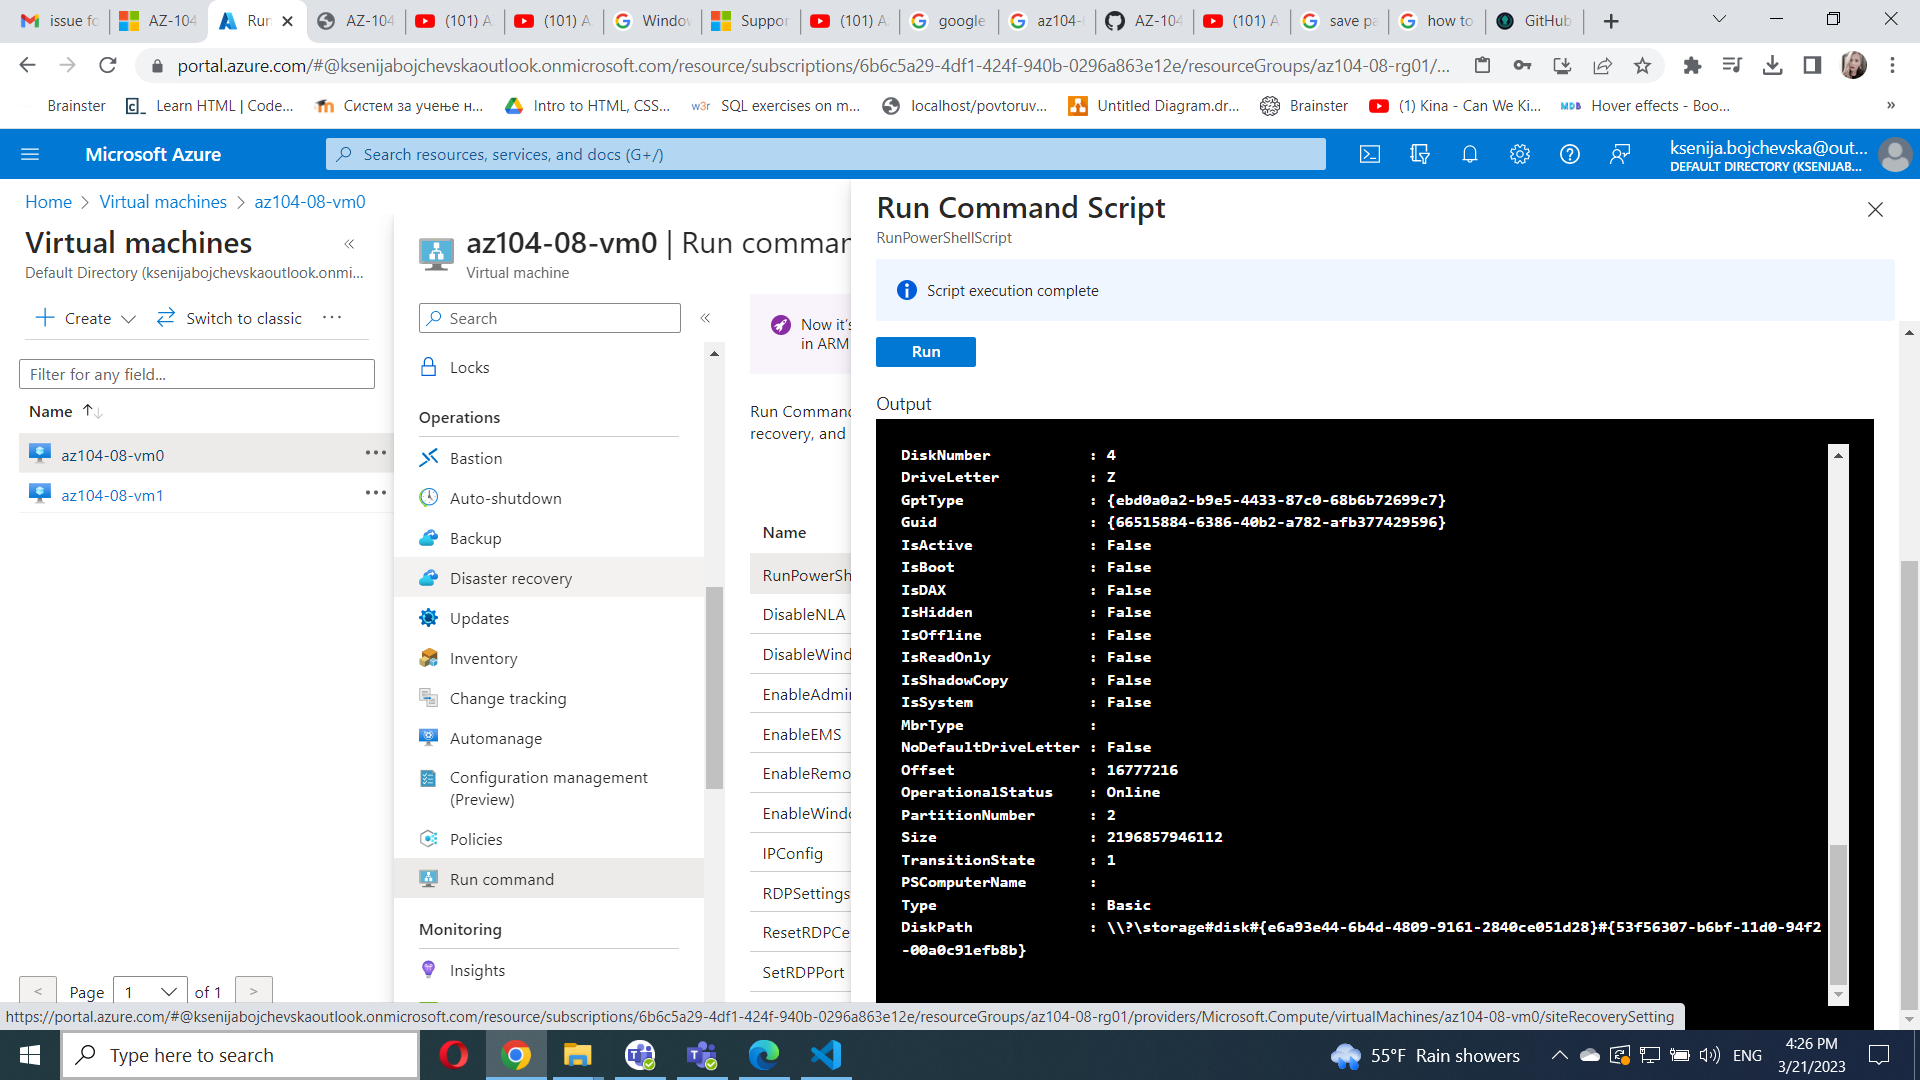 issue fo
AZ-104
Run
AZ-104
(101) A
(101) A
Window
Suppor
(101) A
google
az104-
AZ-104
(101) A
save pa
how to
GitHub
portal.azure.com/#@ksenijabojchevskaoutlook.onmicrosoft.com/resource/subscriptions/6b6c5a29-4df1-424f-940b-0296a863e12e/resourceGroups/az104-08-rg01/...
Brainster
Learn HTML | Code...
Систем за учење н...
Intro to HTML, CSS...
SQL exercises on m...
localhost/povtoruv...
Untitled Diagram.dr...
Brainster
(1) Kina - Can We Ki...
Hover effects - Boo...
»
Microsoft Azure
Search resources, services, and docs (G+/)
ksenija.bojchevska@out...
DEFAULT DIRECTORY (KSENIJAB...
Home > Virtual machines > az104-08-vm0
Virtual machines
Default Directory (ksenijabojchevskaoutlook.onmi...
Create
Switch to classic
Filter for any field...
Name
az104-08-vm0
az104-08-vm1
< Page 1 of 1 >
az104-08-vm0 | Run comman
Virtual machine
Search
Locks
Operations
Bastion
Auto-shutdown
Backup
Disaster recovery
Updates
Inventory
Change tracking
Automanage
Configuration management
(Preview)
Policies
Run command
Monitoring
Insights
Now it's
in ARM
Run Comman
recovery, and
Name
RunPowerSh
DisableNLA
DisableWind
EnableAdmin
EnableEMS
EnableRemo
EnableWindo
IPConfig
RDPSettings
ResetRDPCe
SetRDPPort
Run Command Script
RunPowerShellScript
Script execution complete
Run
Output
DiskNumber : 4
DriveLetter : Z
GptType : {ebd0a0a2-b9e5-4433-87c0-68b6b72699c7}
Guid : {66515884-6386-40b2-a782-afb377429596}
IsActive : False
IsBoot : False
IsDAX : False
IsHidden : False
IsOffline : False
IsReadOnly : False
IsShadowCopy : False
IsSystem : False
MbrType :
NoDefaultDriveLetter : False
Offset : 16777216
OperationalStatus : Online
PartitionNumber : 2
Size : 2196857946112
TransitionState : 1
PSComputerName :
Type : Basic
DiskPath : \\?\storage#disk#{e6a93e44-6b4d-4809-9161-2840ce051d28}#{53f56307-b6bf-11d0-94f2
-00a0c91efb8b}
https://portal.azure.com/#@ksenijabojchevskaoutlook.onmicrosoft.com/resource/subscriptions/6b6c5a29-4df1-424f-940b-0296a863e12e/resourceGroups/az104-08-rg01/providers/Microsoft.Compute/virtualMachines/az104-08-vm0/siteRecoverySetting
Type here to search
55°F Rain showers
ENG
4:26 PM
3/21/2023